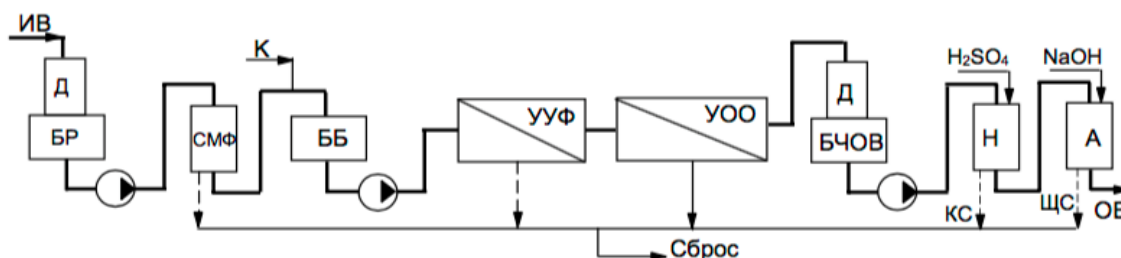 ИВ
Д
БР
СМФ
К
ББ
УУФ
УОО
Д
БЧОВ
H₂SO₄
Н
NaOH
А
КС
ЩС
ОВ
Сброс